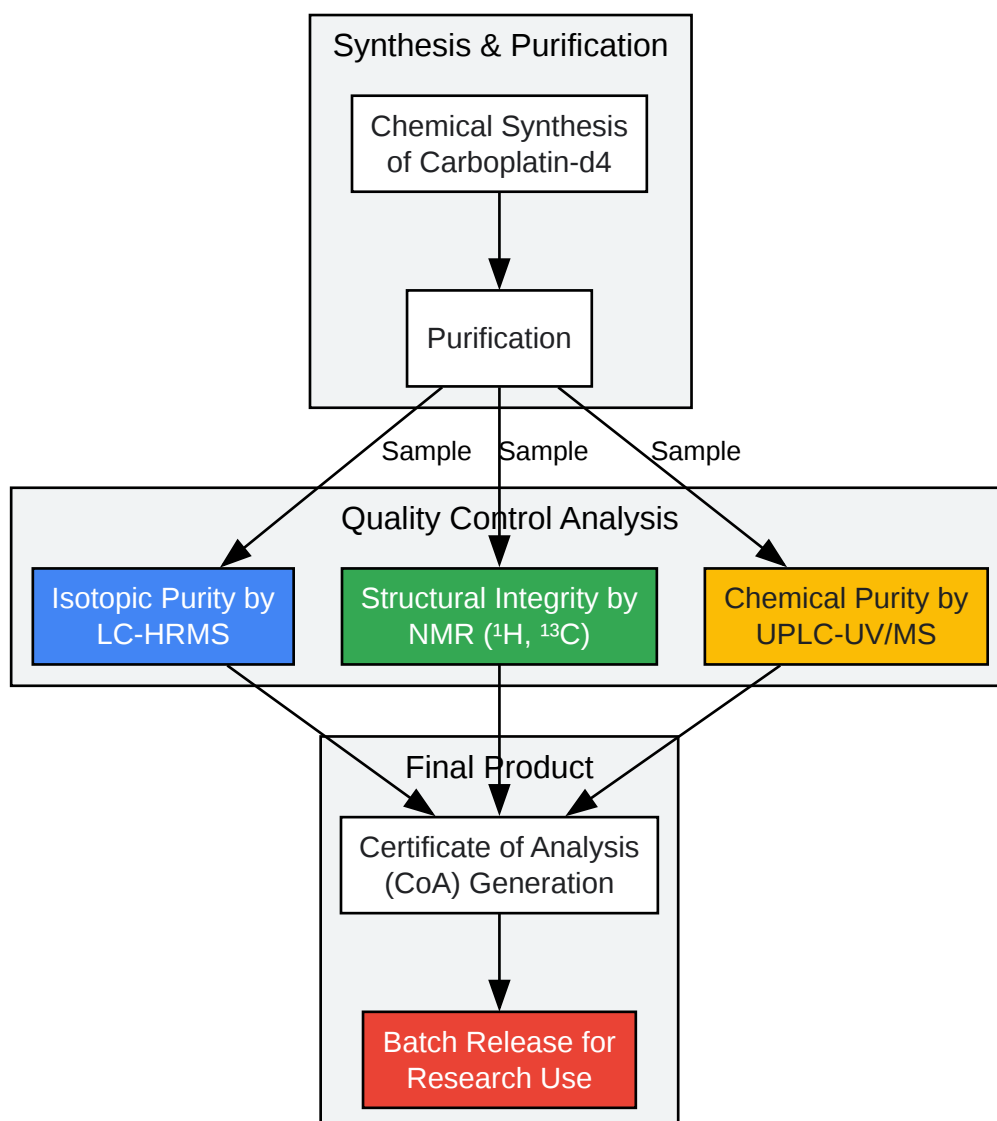 Synthesis & Purification
Chemical Synthesis
of Carboplatin-d4
Purification
Sample
Sample
Sample
Quality Control Analysis
Isotopic Purity by
LC-HRMS
Structural Integrity by
NMR (¹H, ¹³C)
Chemical Purity by
UPLC-UV/MS
Final Product
Certificate of Analysis
(CoA) Generation
Batch Release for
Research Use